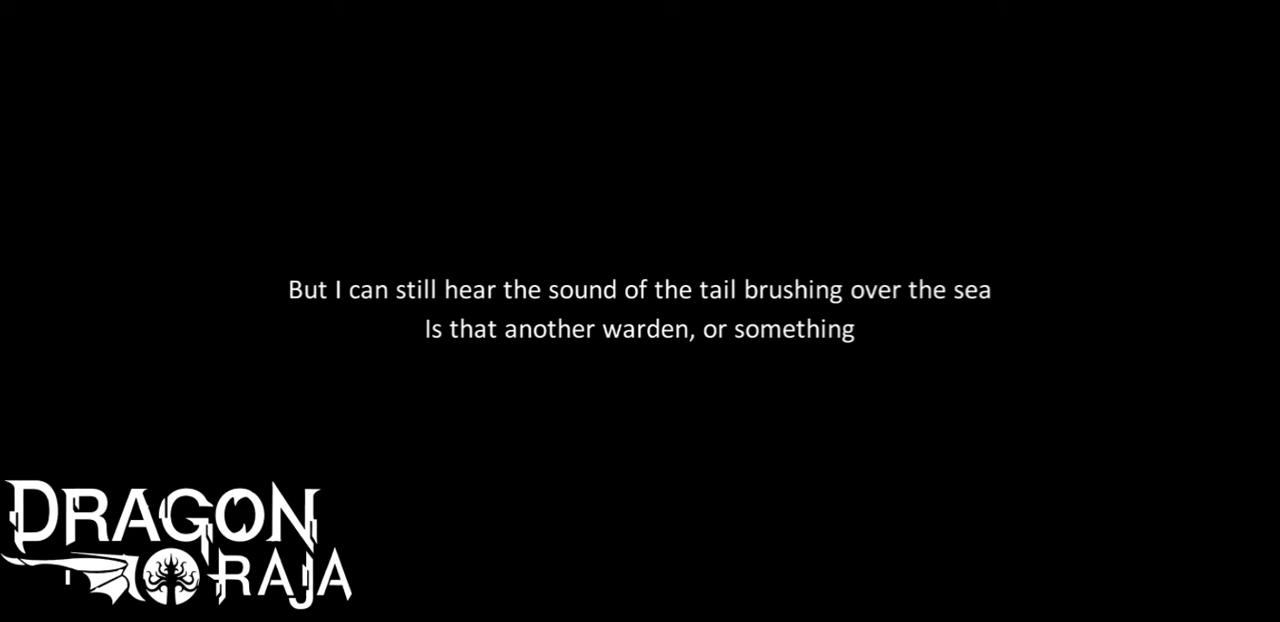 But I can still hear the sound of the tail brushing over the sea
Is that another warden, or something
DRAGON
RAJA